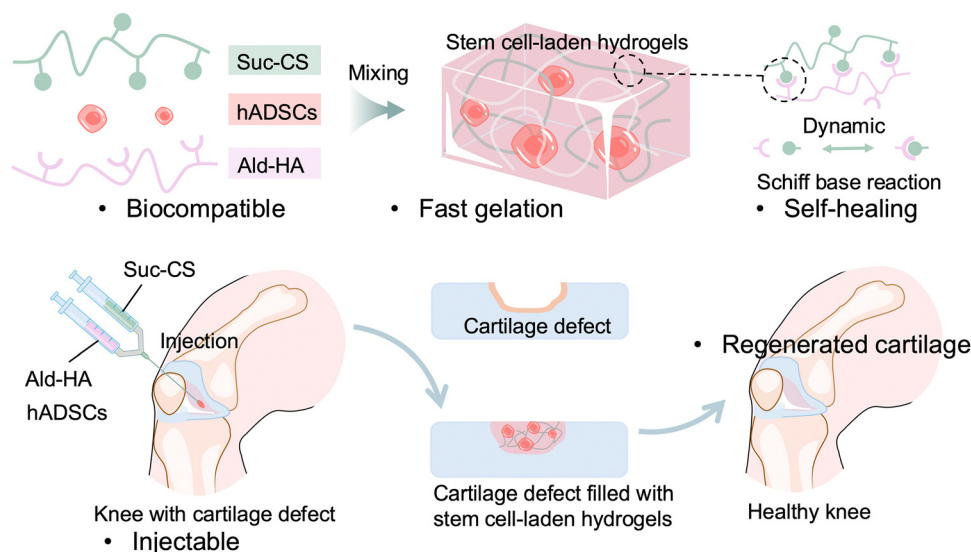 Suc-CS
hADSCs
Ald-HA
• Biocompatible
Mixing
Stem cell-laden hydrogels
• Fast gelation
Dynamic
Schiff base reaction
• Self-healing
Suc-CS
Injection
Ald-HA
hADSCs
Knee with cartilage defect
• Injectable
Cartilage defect
Cartilage defect filled with
stem cell-laden hydrogels
• Regenerated cartilage
Healthy knee